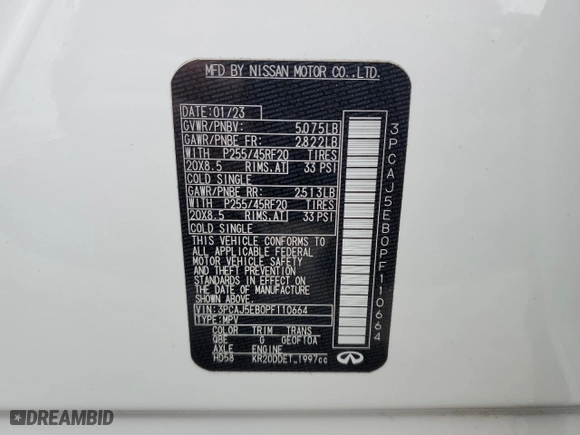 MFD BY NISSAN MOTOR CO.,LTD.
DATE:01/23
GVWR/PNBV: 5,075LB
GAWR/PNBE FR: 2,822LB
WITH P255/45RF20 TIRES
20X8.5 RIMS,AT 33 PSI
COLD SINGLE
GAWR/PNBE RR: 2,513LB
WITH P255/45RF20 TIRES
20X8.5 RIMS,AT 33 PSI
COLD SINGLE
THIS VEHICLE CONFORMS TO
ALL APPLICABLE FEDERAL
MOTOR VEHICLE SAFETY
AND THEFT PREVENTION
STANDARDS IN EFFECT ON
THE DATE OF MANUFACTURE
SHOWN ABOVE.
VIN:3PCAJ5EB0PF110664
TYPE:MPV
COLOR TRIM TRANS
QBE G GE0F10A
AXLE ENGINE
HD58 KR20DDET 1997cc
3PCAJ5EB0PF110664
DREAMBID